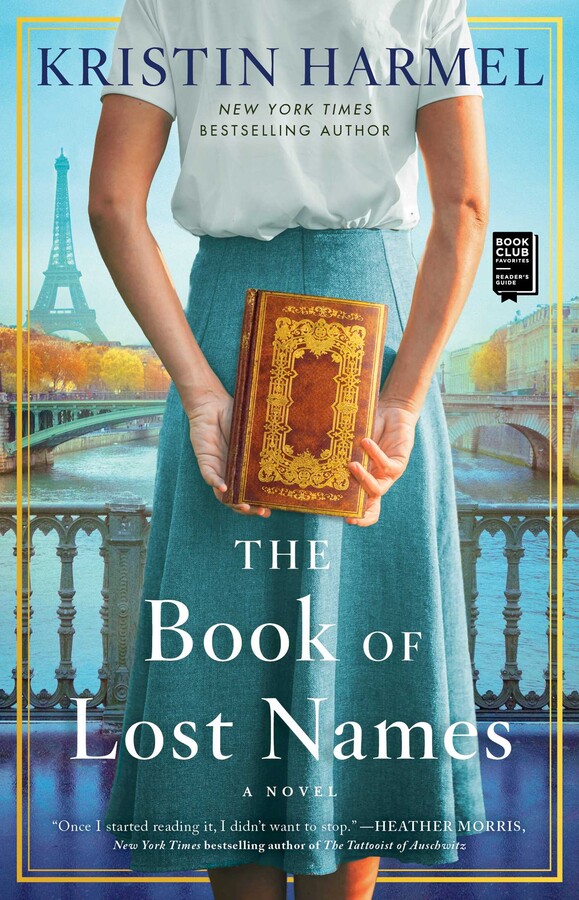 KRISTIN HARMEL
NEW YORK TIMES
BESTSELLING AUTHOR
BOOK
CLUB
FAVORITES
READER'S
GUIDE
THE
BOOK OF
LOST NAMES
A NOVEL
“Once I started reading it, I didn’t want to stop.”—HEATHER MORRIS,
New York Times bestselling author of The Tattooist of Auschwitz